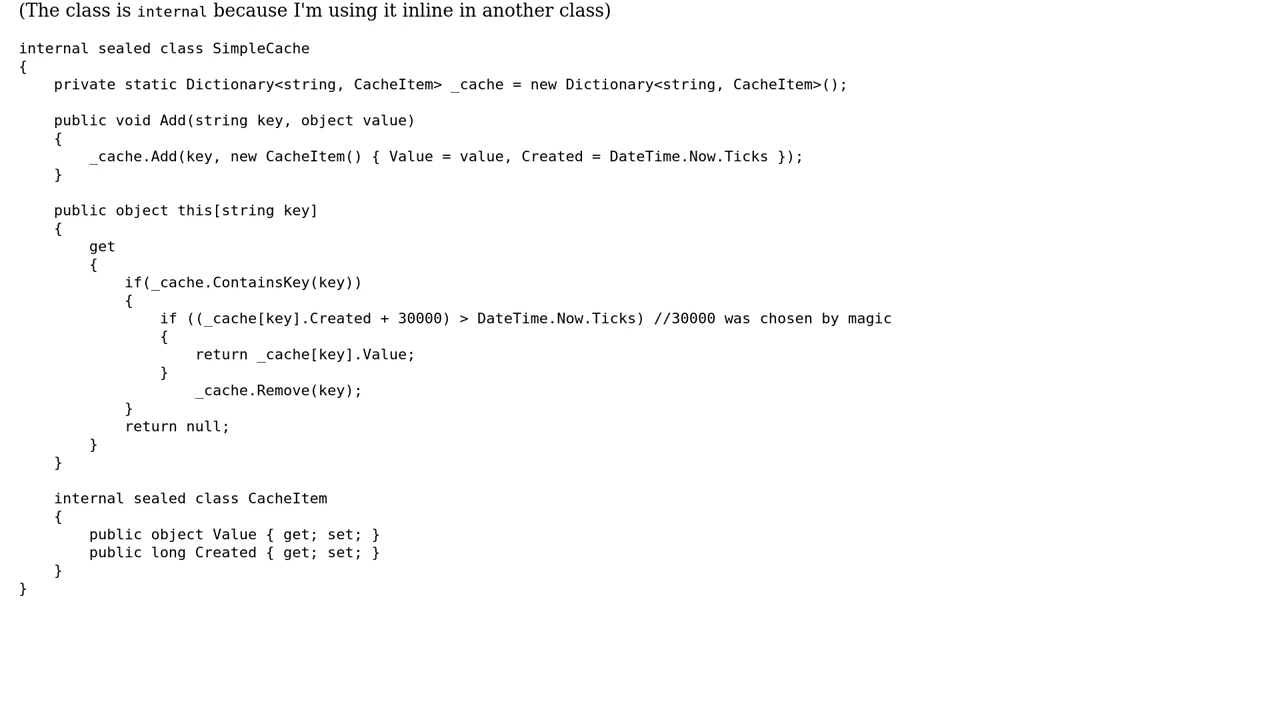 (The class is internal because I'm using it inline in another class)
internal sealed class SimpleCache
{
    private static Dictionary<string, CacheItem> _cache = new Dictionary<string, CacheItem>();

    public void Add(string key, object value)
    {
        _cache.Add(key, new CacheItem() { Value = value, Created = DateTime.Now.Ticks });
    }

    public object this[string key]
    {
        get
        {
            if(_cache.ContainsKey(key))
            {
                if ((_cache[key].Created + 30000) > DateTime.Now.Ticks) //30000 was chosen by magic
                {
                    return _cache[key].Value;
                }
                    _cache.Remove(key);
            }
            return null;
        }
    }

    internal sealed class CacheItem
    {
        public object Value { get; set; }
        public long Created { get; set; }
    }
}